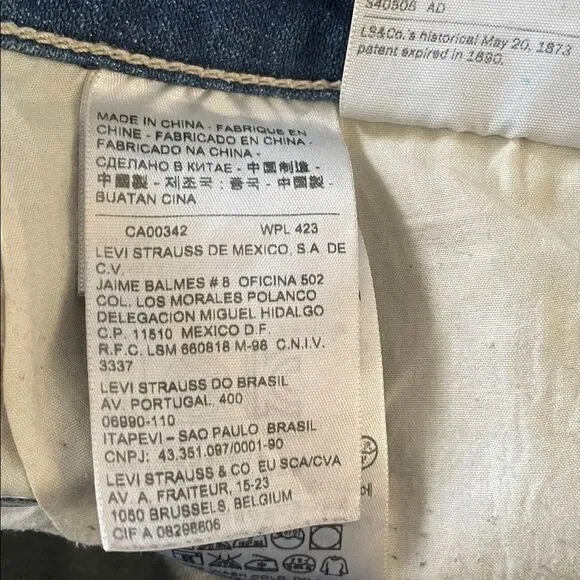 S40506 AD
LS&Co.'s historical May 20, 1873
patent expired in 1890.
MADE IN CHINA - FABRIQUE EN
CHINE - FABRICADO EN CHINA -
FABRICADO NA CHINA -
СДЕЛАНО В КИТАЕ - 中国制造 -
中國製 - 제조국 : 중국 - 中国製 -
BUATAN CINA
CA00342 WPL 423
LEVI STRAUSS DE MEXICO, S.A. DE
C.V.
JAIME BALMES # 8 OFICINA 502
COL. LOS MORALES POLANCO
DELEGACION MIGUEL HIDALGO
C.P. 11510 MEXICO D.F.
R.F.C. LSM 660818 M-98 C.N.I.V.
3337
LEVI STRAUSS DO BRASIL
AV. PORTUGAL, 400
06690-110
ITAPEVI – SAO PAULO BRASIL
CNPJ: 43.351.097/0001-90
LEVI STRAUSS & CO. EU SCA/CVA
AV. A. FRAITEUR, 15-23
1050 BRUSSELS, BELGIUM
CIF A 08298606
WASH COLD